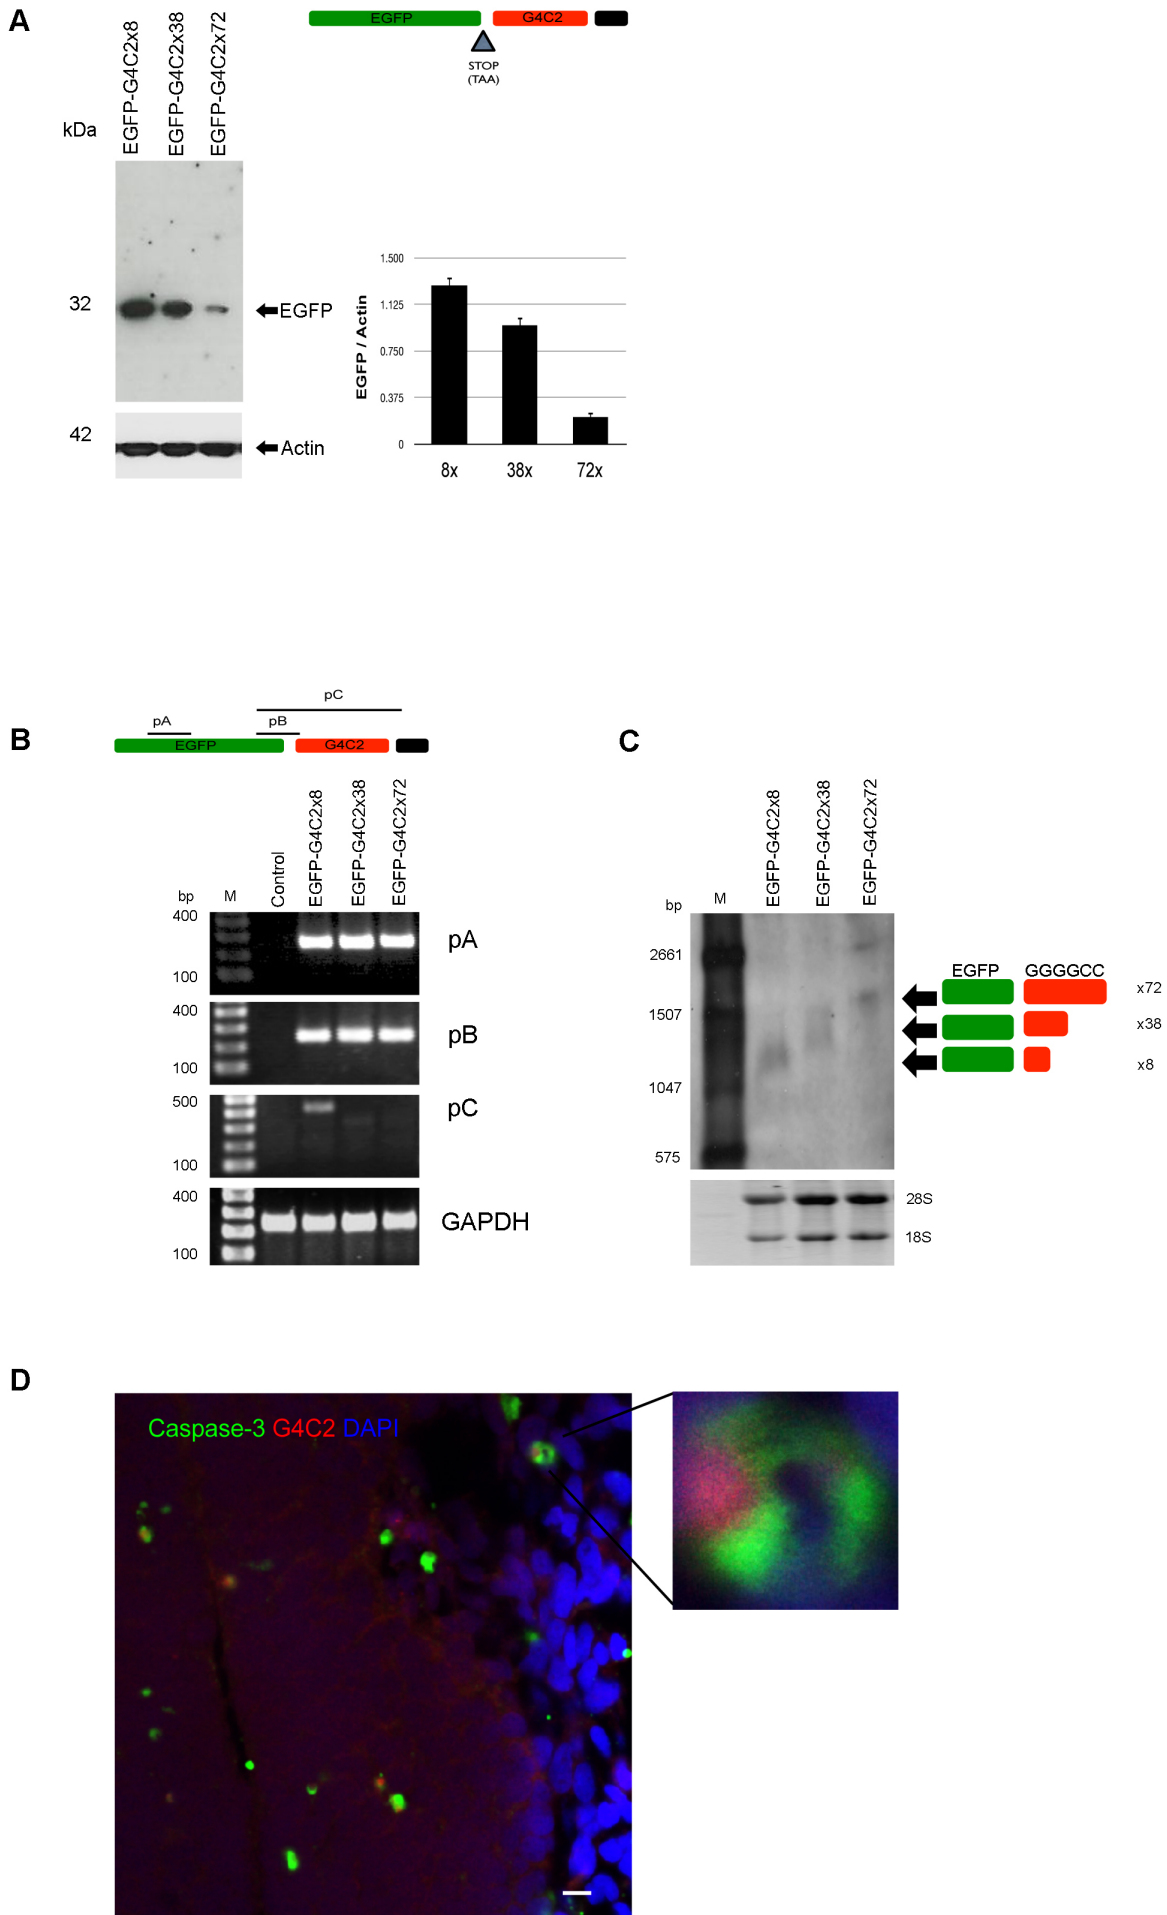 A
EGFP
G4C2
STOP
(TAA)
EGFP-G4C2x8
EGFP-G4C2x38
EGFP-G4C2x72
kDa
32
EGFP
42
Actin
EGFP / Actin
1.500
1.125
0.750
0.375
0
8x
38x
72x
B
pC
pA
pB
EGFP
G4C2
Control
EGFP-G4C2x8
EGFP-G4C2x38
EGFP-G4C2x72
bp
M
400
100
pA
400
100
pB
500
100
pC
400
100
GAPDH
C
EGFP-G4C2x8
EGFP-G4C2x38
EGFP-G4C2x72
bp
M
2661
1507
1047
575
EGFP
GGGGCC
x72
x38
x8
28S
18S
D
Caspase-3 G4C2 DAPI